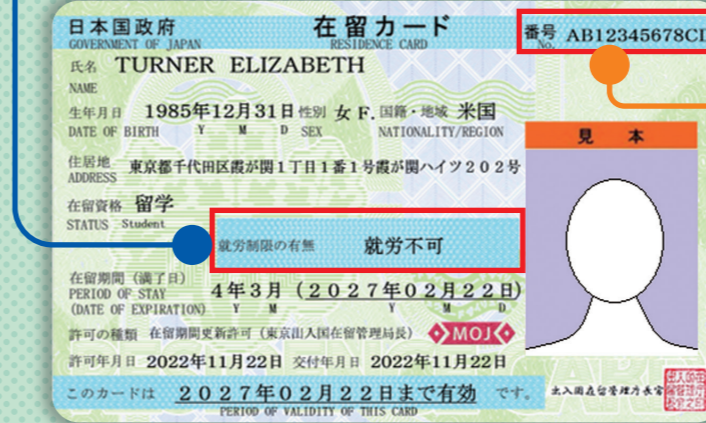 日本国政府 在留カード 番号 AB12345678CD
GOVERNMENT OF JAPAN RESIDENCE CARD No.
氏名 TURNER ELIZABETH
NAME
生年月日 1985年12月31日 性別 女 F. 国籍・地域 米国
DATE OF BIRTH Y M D SEX NATIONALITY/REGION
見本
住居地 東京都千代田区霞が関1丁目1番1号霞が関ハイツ202号
ADDRESS
在留資格 留学
STATUS Student
就労制限の有無 就労不可
在留期間(満了日)
PERIOD OF STAY 4年3月(2027年02月22日)
(DATE OF EXPIRATION) Y M Y M D
許可の種類 在留期間更新許可(東京出入国在留管理局長) MOJ
許可年月日 2022年11月22日 交付年月日 2022年11月22日
このカードは 2027年02月22日まで有効 です。 出入国在留管理庁長官
PERIOD OF VALIDITY OF THIS CARD